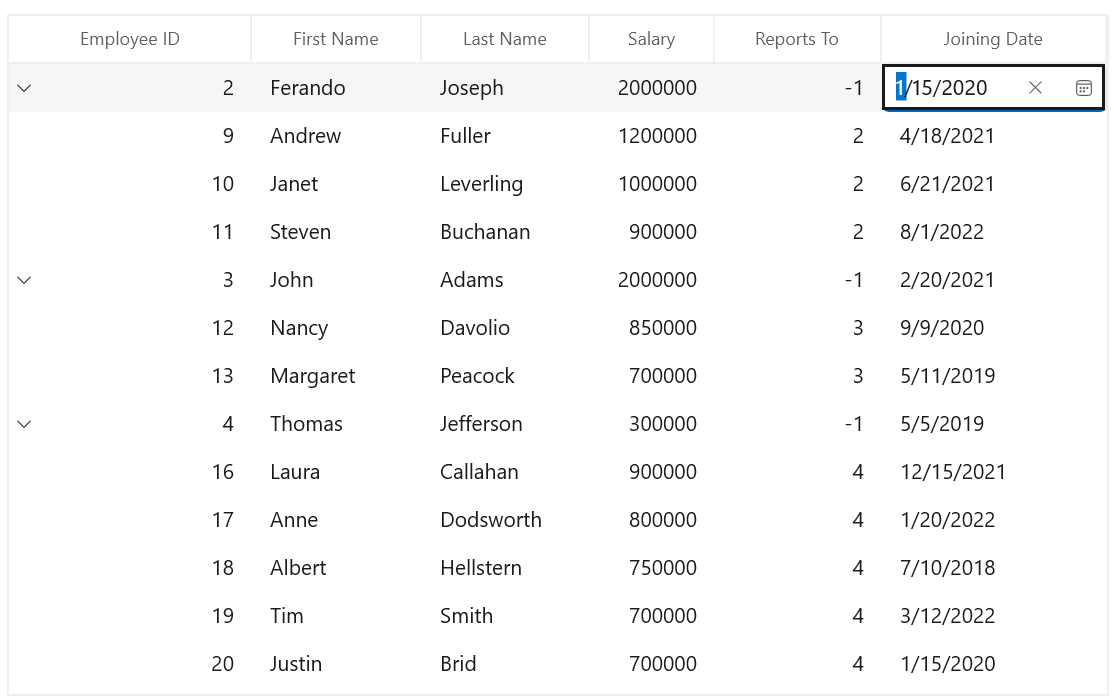 Employee ID First Name Last Name Salary Reports To Joining Date
2 Ferando Joseph 2000000 -1 1/15/2020
9 Andrew Fuller 1200000 2 4/18/2021
10 Janet Leverling 1000000 2 6/21/2021
11 Steven Buchanan 900000 2 8/1/2022
3 John Adams 2000000 -1 2/20/2021
12 Nancy Davolio 850000 3 9/9/2020
13 Margaret Peacock 700000 3 5/11/2019
4 Thomas Jefferson 300000 -1 5/5/2019
16 Laura Callahan 900000 4 12/15/2021
17 Anne Dodsworth 800000 4 1/20/2022
18 Albert Hellstern 750000 4 7/10/2018
19 Tim Smith 700000 4 3/12/2022
20 Justin Brid 700000 4 1/15/2020